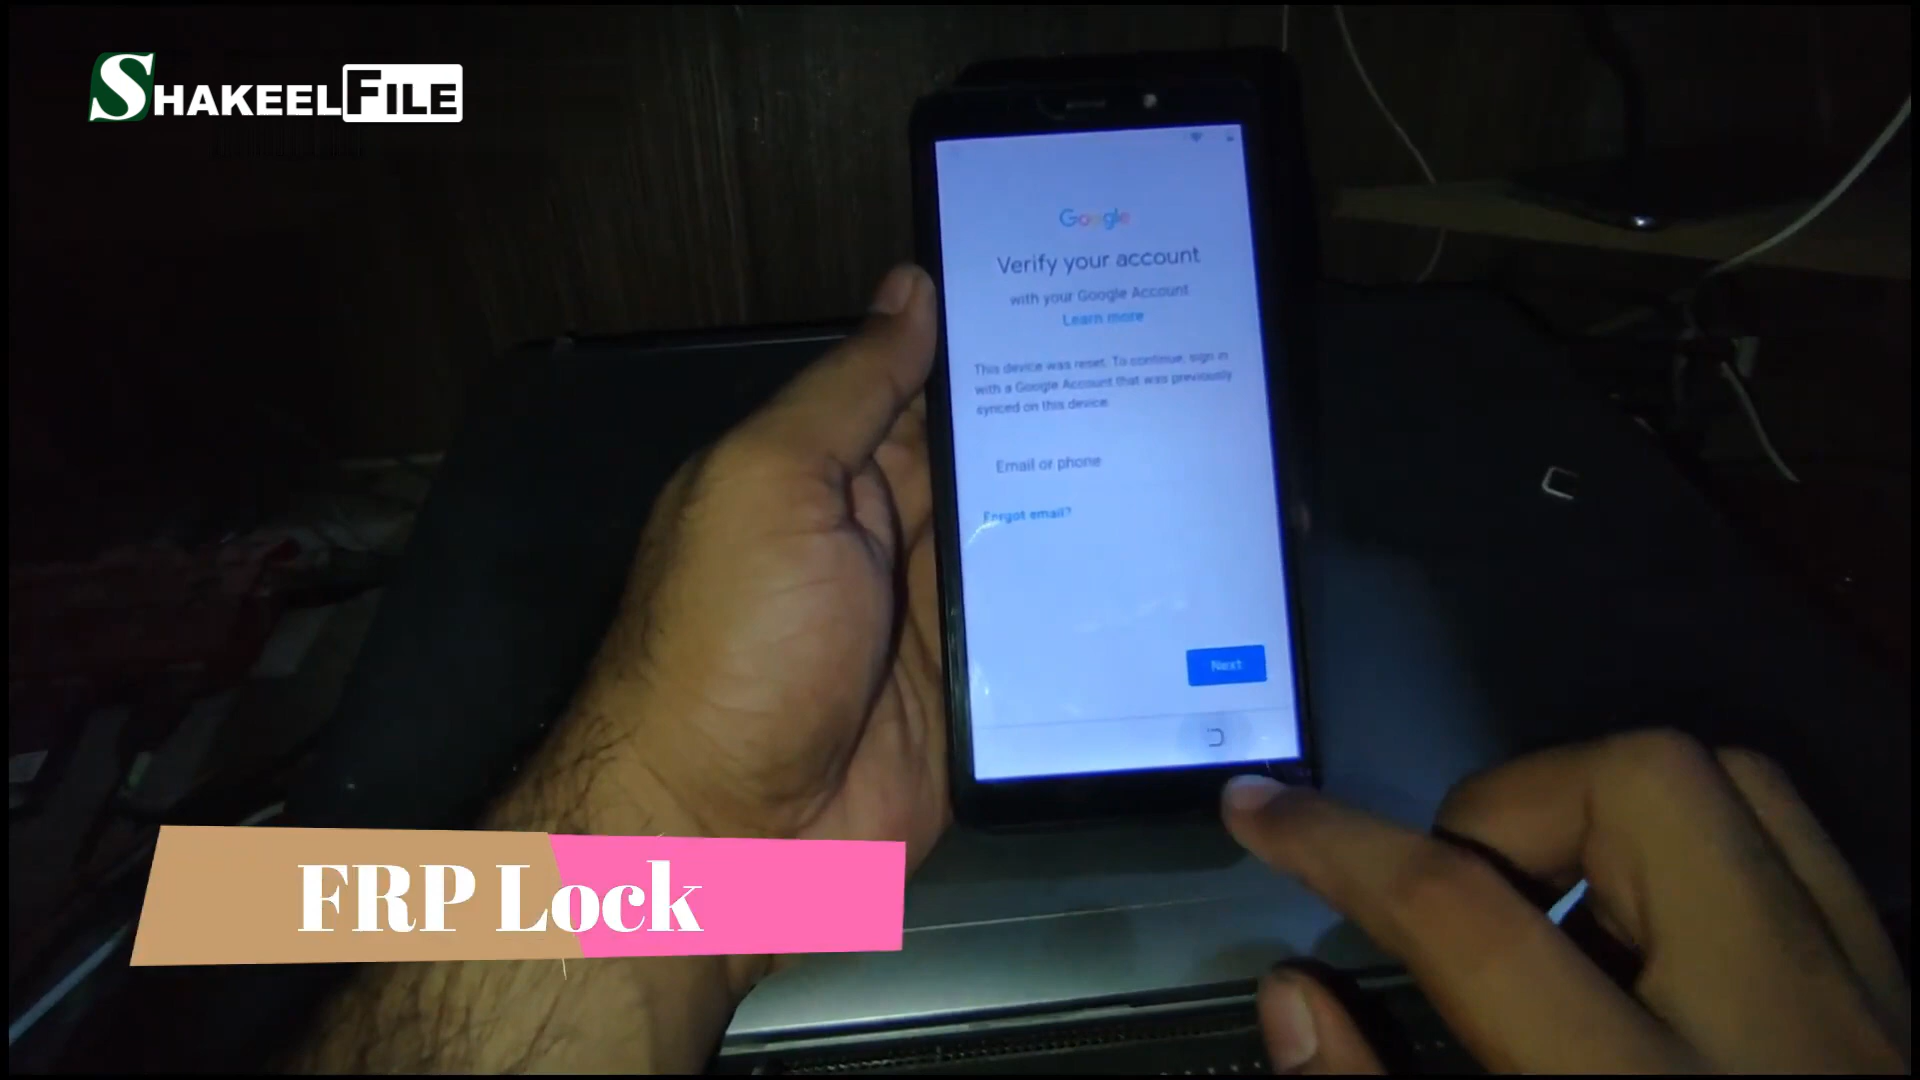 SHAKEELFILE
Google
Verify your account
with your Google Account
Learn more
This device was reset. To continue, sign in
with a Google Account that was previously
synced on this device.
Email or phone
Forgot email?
Next
FRP Lock